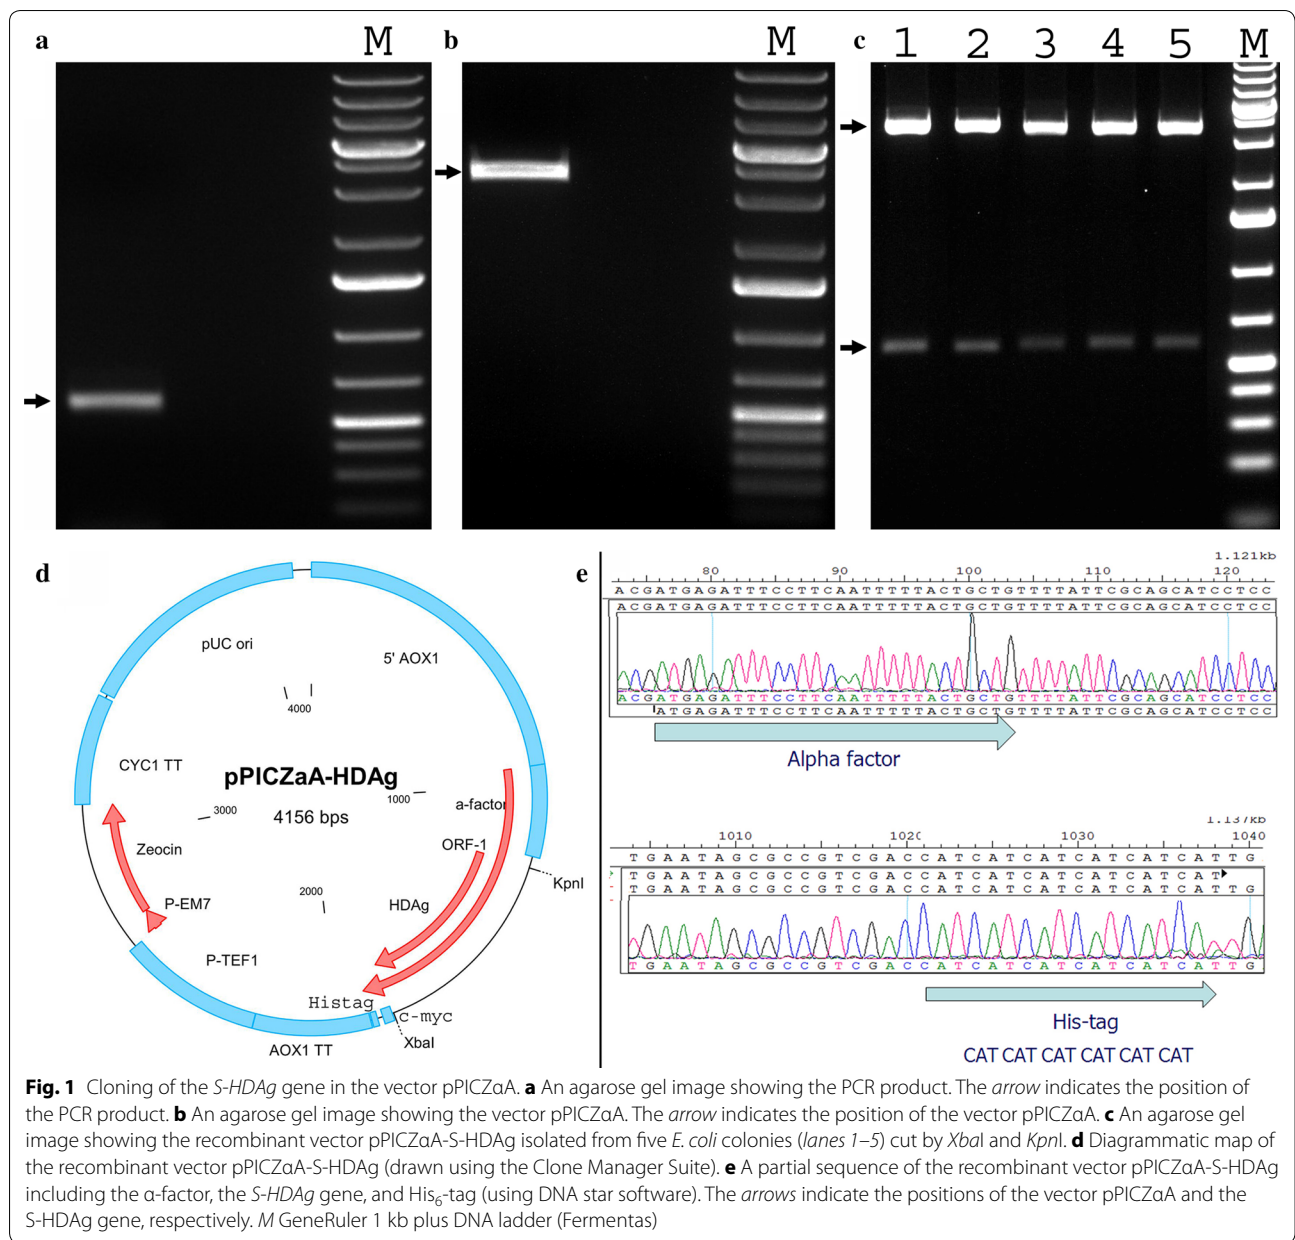 a M b M c 1 2 3 4 5 M
d
pUC ori
5' AOX1
4000
CYC1 TT
pPICZaA-HDAg
3000
4156 bps
1000
a-factor
Zeocin
ORF-1
KpnI
2000
P-EM7
HDAg
P-TEF1
Histag
c-myc
AOX1 TT
XbaI
e
1.121kb
80 90 100 110 120
ACGATGAGATTTCCTTCAATTTTTACTGCTGTTTTATTCGCAGCATCCTCC
ACGATGAGATTTCCTTCAATTTTTACTGCTGTTTTATTCGCAGCATCCTCC
ACGATGAGATTTCCTTCAATTTTTACTGCTGTTTTATTCGCAGCATCCTCC
ATGAGATTTCCTTCAATTTTTACTGCTGTTTTATTCGCAGCATCCTCC
Alpha factor
1.137kb
1010 1020 1030 1040
TGAATAGCGCCGTCGACCATCATCATCATCATCATTG
TGAATAGCGCCGTCGACCATCATCATCATCATCAT
TGAATAGCGCCGTCGACCATCATCATCATCATCATTG
TGAATAGCGCCGTCGACCATCATCATCATCATCATTG
His-tag
CAT CAT CAT CAT CAT CAT
Fig. 1 Cloning of the S-HDAg gene in the vector pPICZαA. a An agarose gel image showing the PCR product. The arrow indicates the position of
the PCR product. b An agarose gel image showing the vector pPICZαA. The arrow indicates the position of the vector pPICZαA. c An agarose gel
image showing the recombinant vector pPICZαA-S-HDAg isolated from five E. coli colonies (lanes 1–5) cut by XbaI and KpnI. d Diagrammatic map of
the recombinant vector pPICZαA-S-HDAg (drawn using the Clone Manager Suite). e A partial sequence of the recombinant vector pPICZαA-S-HDAg
including the α-factor, the S-HDAg gene, and His₆-tag (using DNA star software). The arrows indicate the positions of the vector pPICZαA and the
S-HDAg gene, respectively. M GeneRuler 1 kb plus DNA ladder (Fermentas)